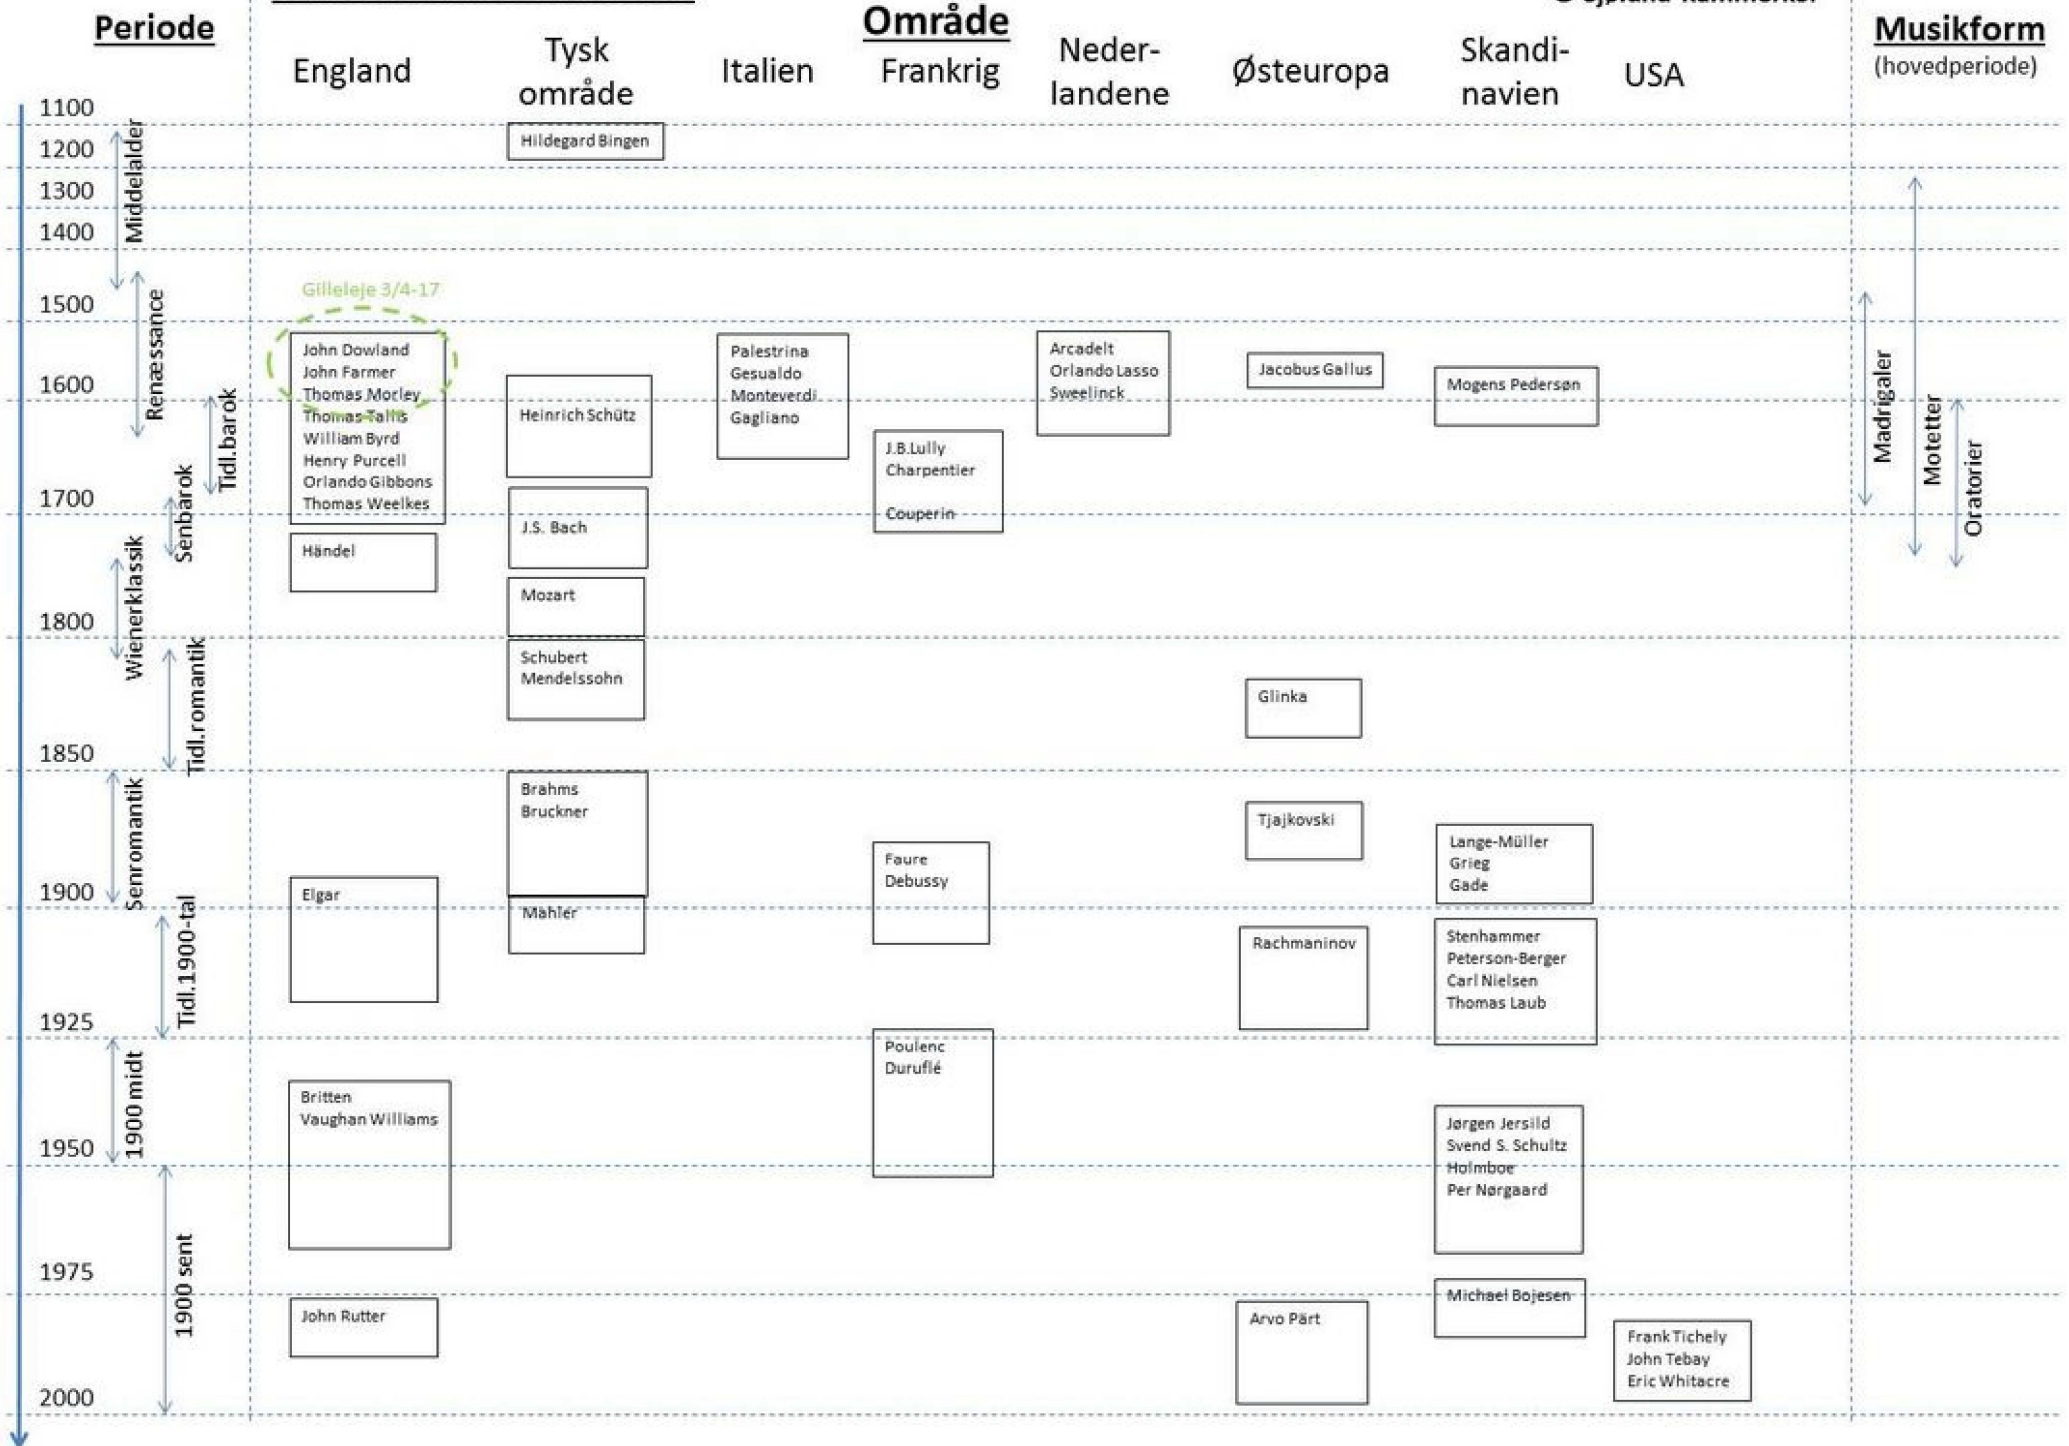 Periode
Område
Musikform
(hovedperiode)
England
Tysk
område
Italien
Frankrig
Neder-
landene
Østeuropa
Skandi-
navien
USA
1100
1200
1300
1400
1500
1600
1700
1800
1850
1900
1925
1950
1975
2000
Middelalder
Renæssance
Tidl.barok
Senbarok
Wienerklassik
Tidl.romantik
Senromantik
Tidl.1900-tal
1900 midt
1900 sent
Gilleleje 3/4-17
John Dowland
John Farmer
Thomas Morley
Thomas Tallis
William Byrd
Henry Purcell
Orlando Gibbons
Thomas Weelkes
Händel
Elgar
Britten
Vaughan Williams
John Rutter
Hildegard Bingen
Heinrich Schütz
J.S. Bach
Mozart
Schubert
Mendelssohn
Brahms
Bruckner
Mahler
Palestrina
Gesualdo
Monteverdi
Gagliano
J.B.Lully
Charpentier
Couperin
Faure
Debussy
Poulenc
Duruflé
Arcadelt
Orlando Lasso
Sweelinck
Jacobus Gallus
Glinka
Tjajkovski
Rachmaninov
Arvo Pärt
Mogens Pedersøn
Lange-Müller
Grieg
Gade
Stenhammer
Peterson-Berger
Carl Nielsen
Thomas Laub
Jørgen Jersild
Svend S. Schultz
Holmboe
Per Nørgaard
Michael Bojesen
Frank Tichely
John Tebay
Eric Whitacre
Madrigaler
Motetter
Oratorier